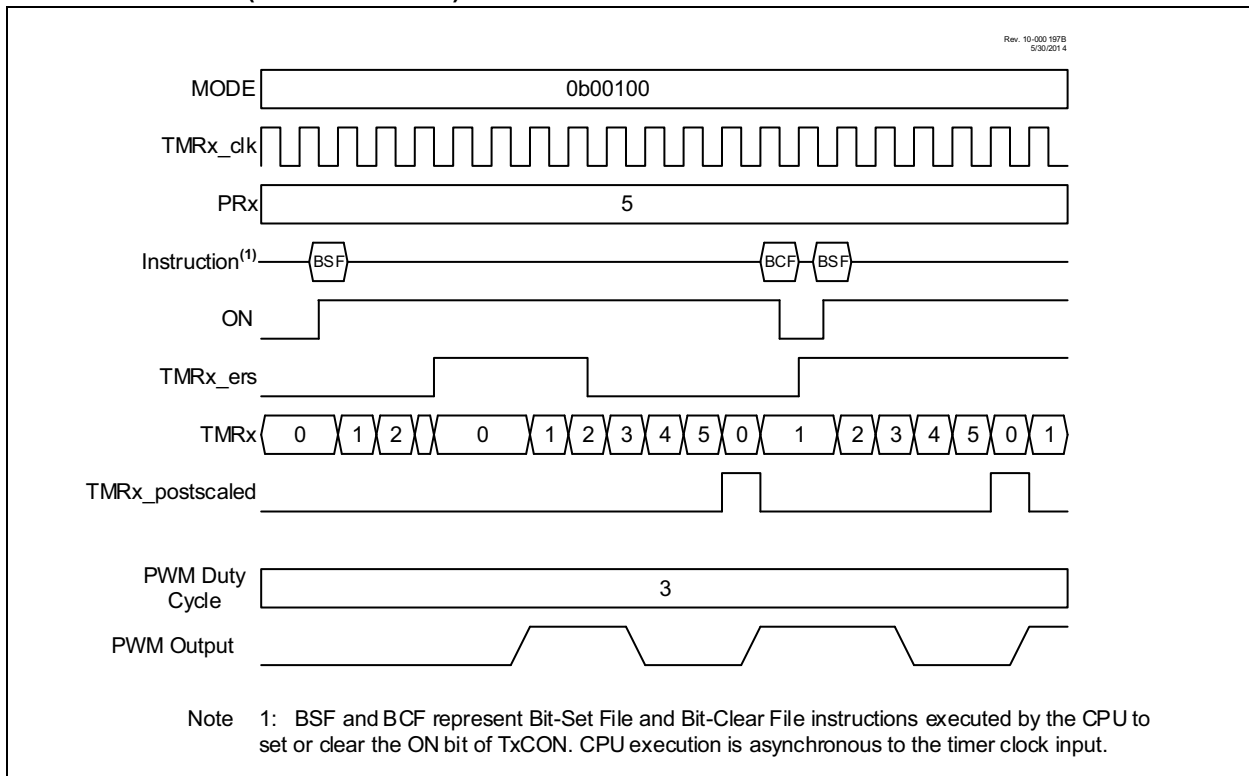 Rev. 10-000 197B
5/30/201 4
MODE 0b00100
TMRx_clk
PRx 5
Instruction(1) BSF BCF BSF
ON
TMRx_ers
TMRx 0 1 2 0 1 2 3 4 5 0 1 2 3 4 5 0 1
TMRx_postscaled
PWM Duty
Cycle 3
PWM Output
Note 1: BSF and BCF represent Bit-Set File and Bit-Clear File instructions executed by the CPU to
set or clear the ON bit of TxCON. CPU execution is asynchronous to the timer clock input.